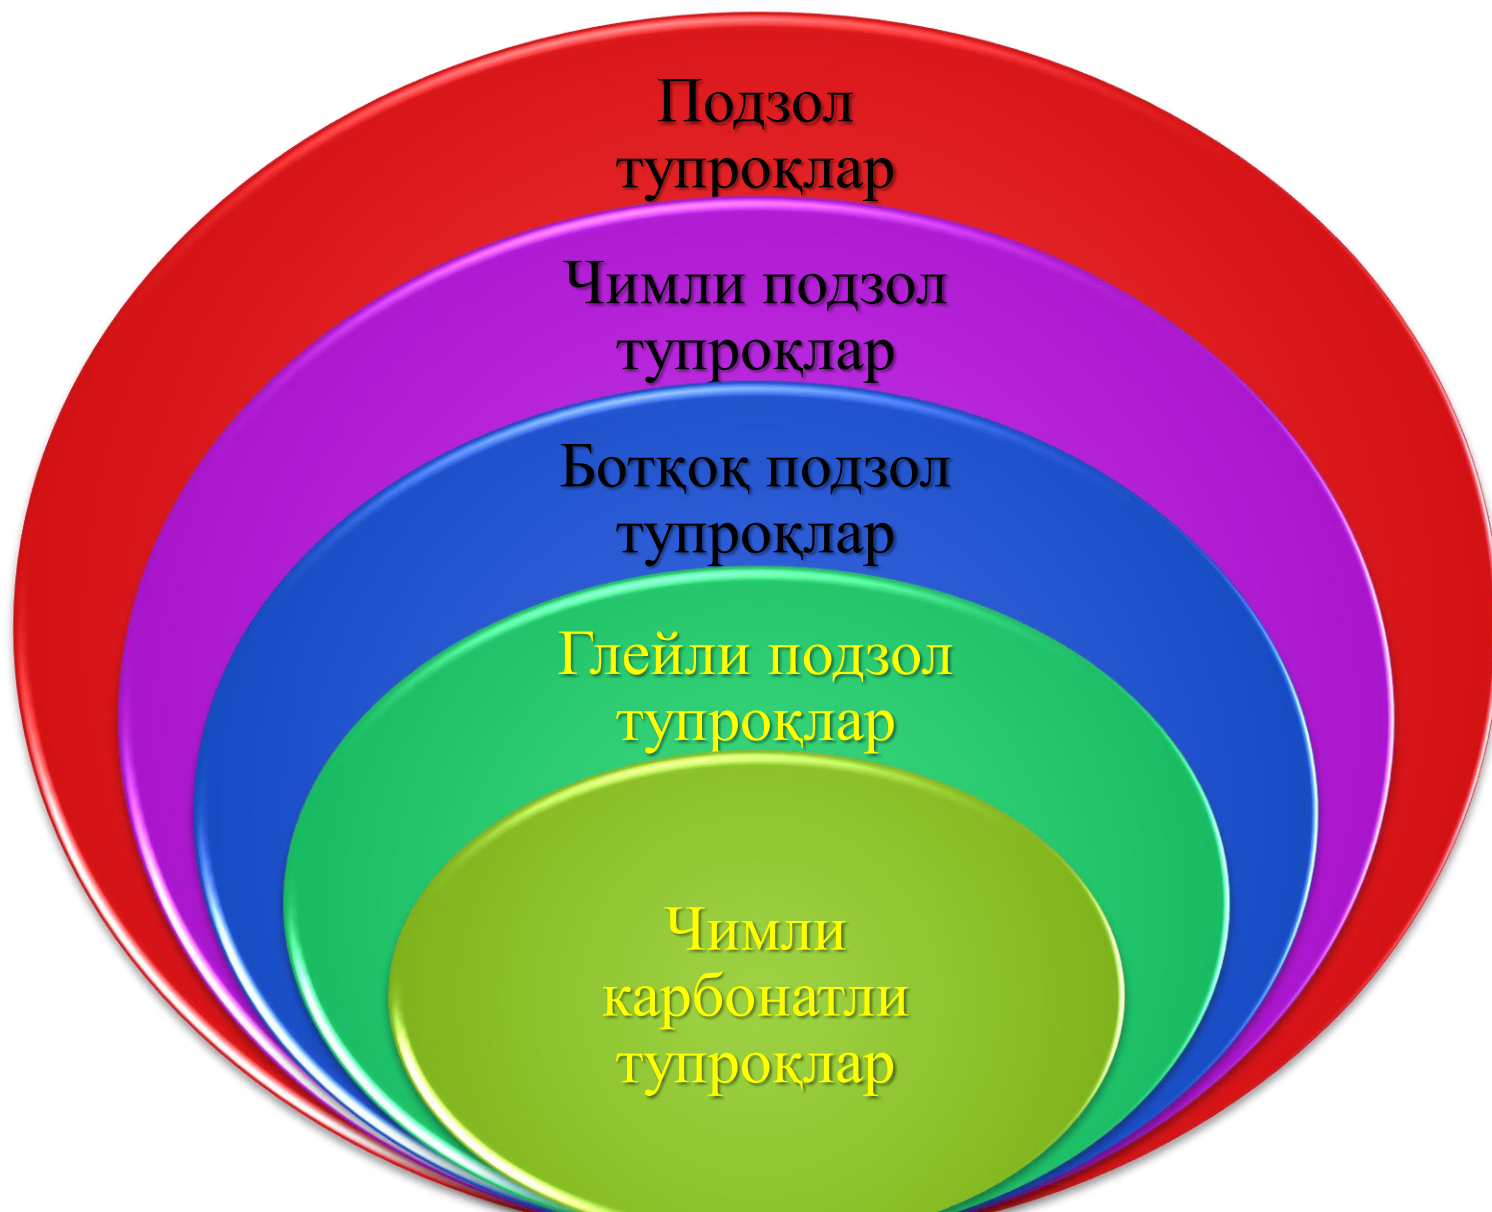 Подзол
тупроқлар
Чимли подзол
тупроқлар
Ботқоқ подзол
тупроқлар
Глейли подзол
тупроқлар
Чимли
карбонатли
тупроқлар